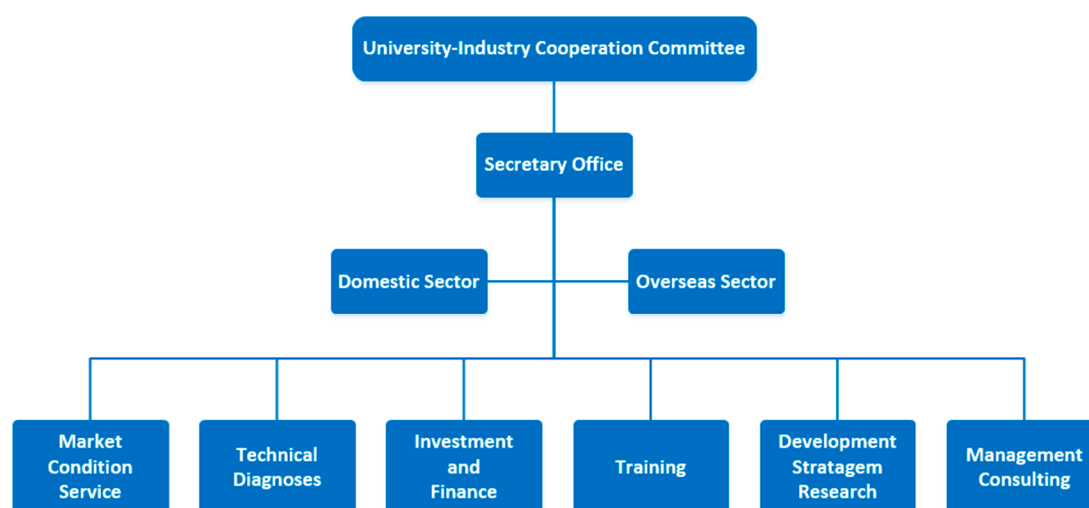 University-Industry Cooperation Committee
Secretary Office
Domestic Sector
Overseas Sector
Market
Condition
Service
Technical
Diagnoses
Investment
and
Finance
Training
Development
Stratagem
Research
Management
Consulting